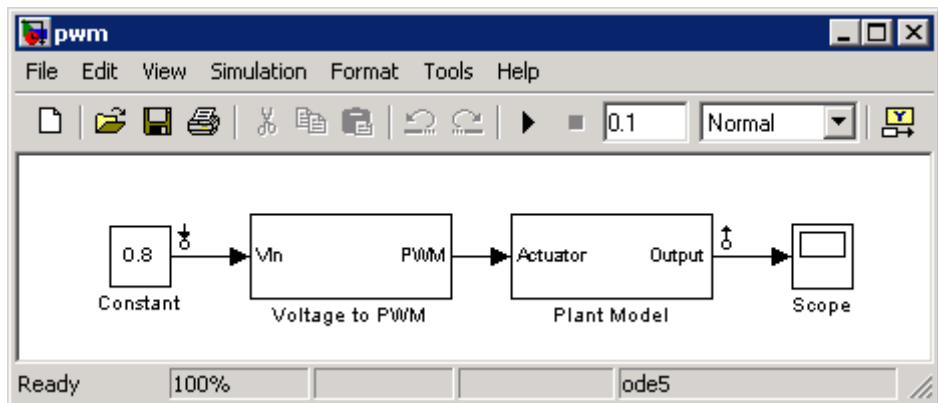 pwm
File Edit View Simulation Format Tools Help
0.1 Normal Y
0.8 Vin PWM Actuator Output
Constant Voltage to PWM Plant Model Scope
Ready 100% ode5